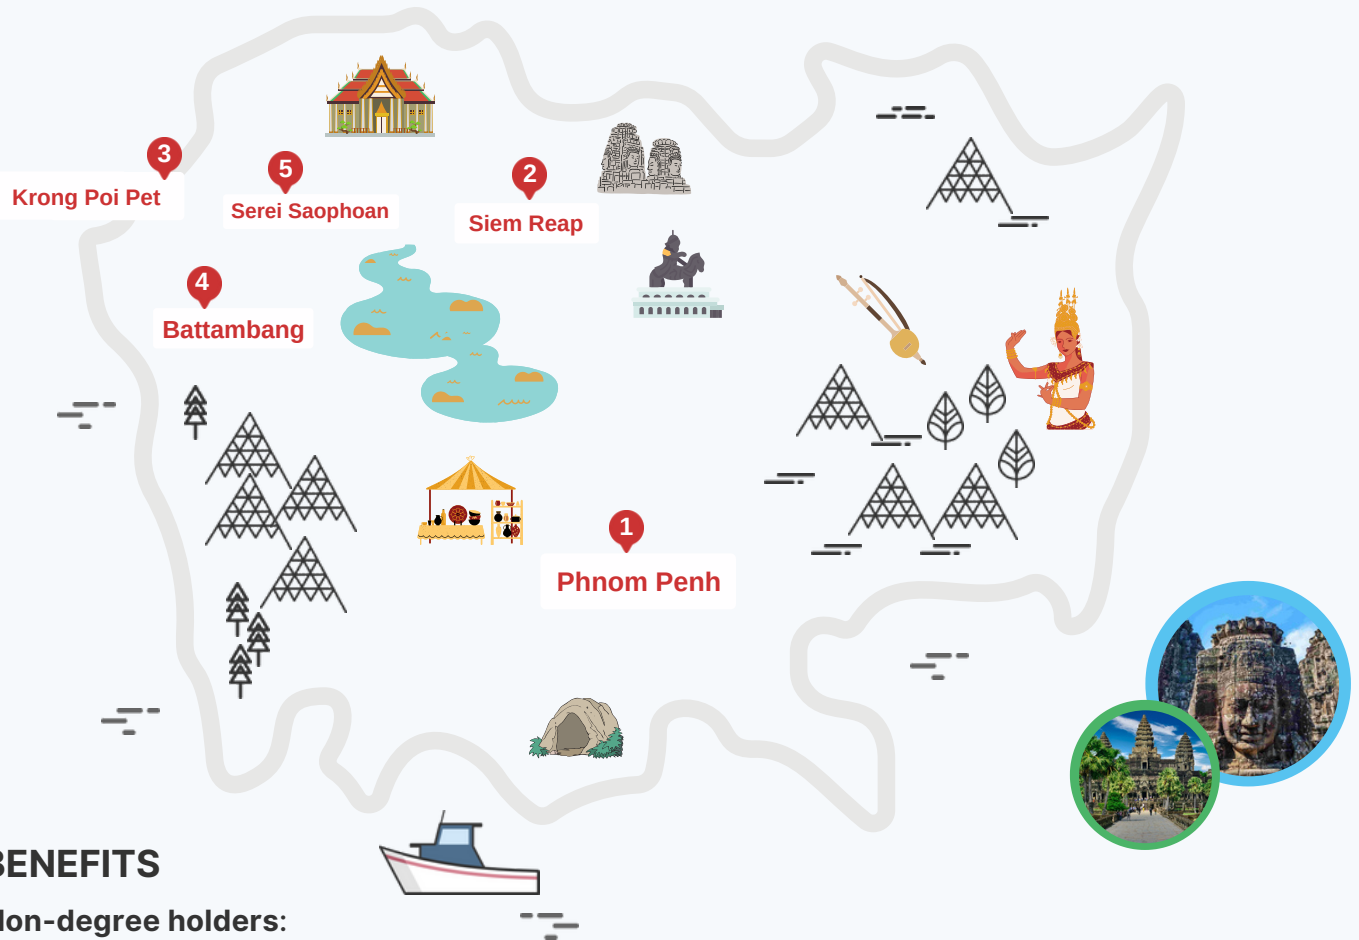 3
Krong Poi Pet
5
Serei Saophoan
2
Siem Reap
4
Battambang
1
Phnom Penh
BENEFITS
Non-degree holders: